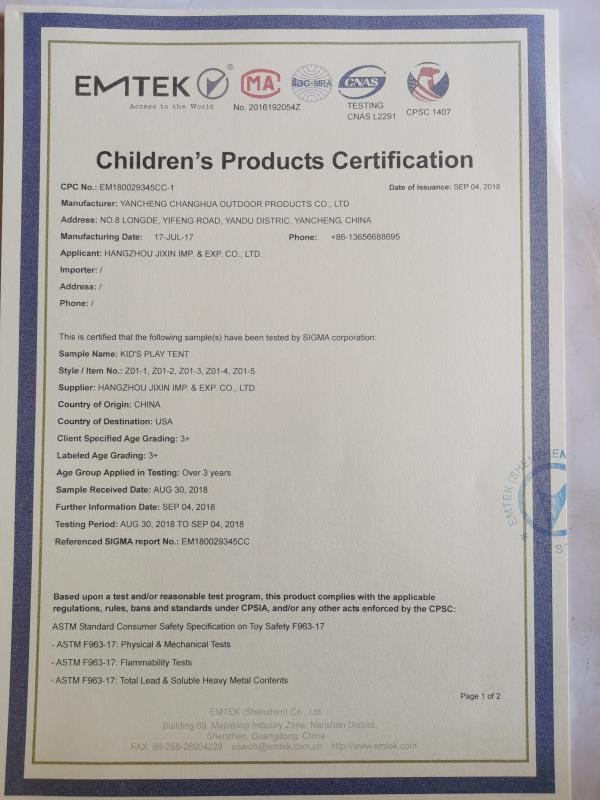 EMTEK ®
Access to the World
MA
No. 2016192054Z
ilac-MRA
CNAS
TESTING
CNAS L2291
CPSC 1407
Children's Products Certification
CPC No.: EM180029345CC-1 Date of Issuance: SEP 04, 2018
Manufacturer: YANCHENG CHANGHUA OUTDOOR PRODUCTS CO., LTD
Address: NO.8 LONGDE, YIFENG ROAD, YANDU DISTRIC, YANCHENG, CHINA
Manufacturing Date: 17-JUL-17 Phone: +86-13656688695
Applicant: HANGZHOU JIXIN IMP. & EXP. CO., LTD.
Importer: /
Address: /
Phone: /
This is certified that the following sample(s) have been tested by SIGMA corporation:
Sample Name: KID'S PLAY TENT
Style / Item No.: Z01-1, Z01-2, Z01-3, Z01-4, Z01-5
Supplier: HANGZHOU JIXIN IMP. & EXP. CO., LTD.
Country of Origin: CHINA
Country of Destination: USA
Client Specified Age Grading: 3+
Labeled Age Grading: 3+
Age Group Applied in Testing: Over 3 years
Sample Received Date: AUG 30, 2018
Further Information Date: SEP 04, 2018
Testing Period: AUG 30, 2018 TO SEP 04, 2018
Referenced SIGMA report No.: EM180029345CC
EMTEK (SHENZHEN
Based upon a test and/or reasonable test program, this product complies with the applicable
regulations, rules, bans and standards under CPSIA, and/or any other acts enforced by the CPSC:
ASTM Standard Consumer Safety Specification on Toy Safety F963-17
- ASTM F963-17: Physical & Mechanical Tests
- ASTM F963-17: Flammability Tests
- ASTM F963-17: Total Lead & Soluble Heavy Metal Contents
Page 1 of 2
EMTEK (Shenzhen) Co., Ltd.
Building 69, Majialong Industry Zone, Nanshan District,
Shenzhen, Guangdong, China
FAX: 86-755-26954228 search@emtek.com.cn http://www.emtek.com